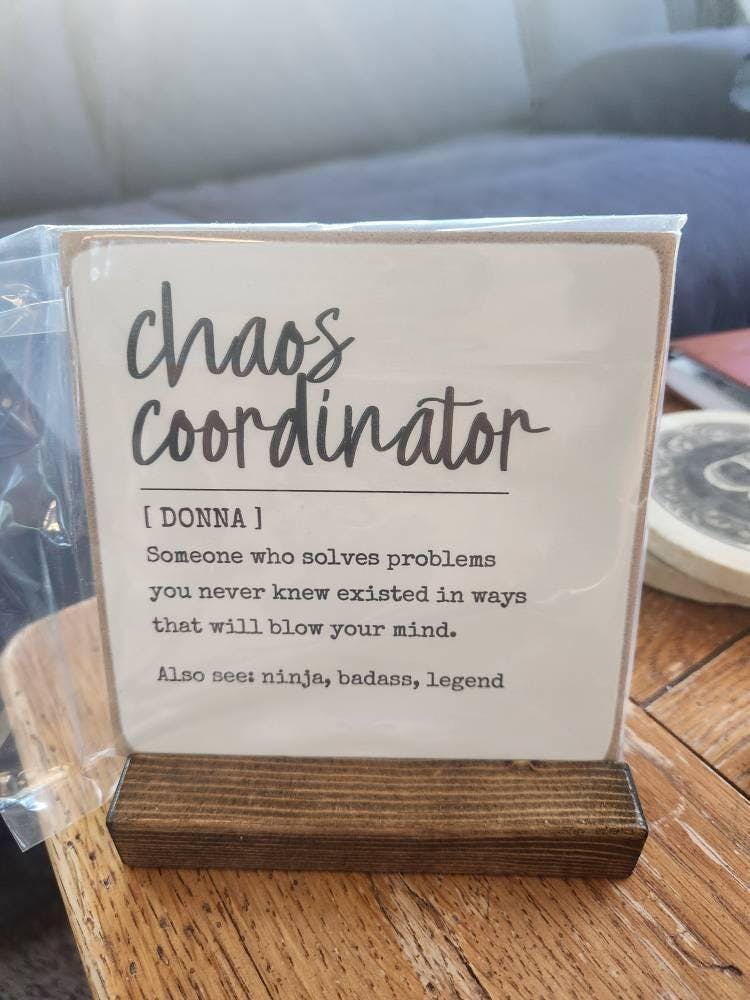 chaos
coordinator
[ DONNA ]
Someone who solves problems
you never knew existed in ways
that will blow your mind.
Also see: ninja, badass, legend